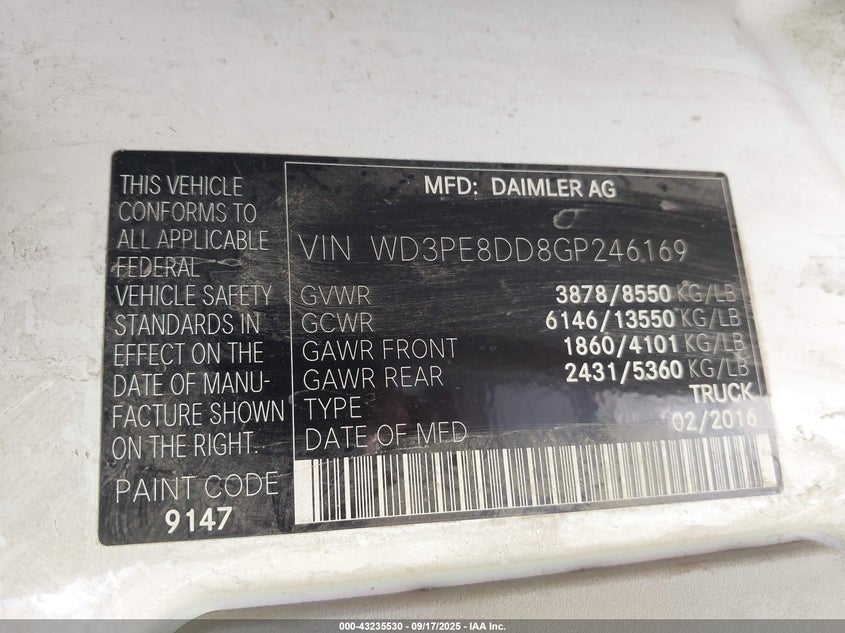 THIS VEHICLE
CONFORMS TO
ALL APPLICABLE
FEDERAL
VEHICLE SAFETY
STANDARDS IN
EFFECT ON THE
DATE OF MANU-
FACTURE SHOWN
ON THE RIGHT.
PAINT CODE
9147
MFD: DAIMLER AG
VIN WD3PE8DD8GP246169
GVWR 3878/8550 KG/LB
GCWR 6146/13550 KG/LB
GAWR FRONT 1860/4101 KG/LB
GAWR REAR 2431/5360 KG/LB
TYPE TRUCK
DATE OF MFD 02/2016
000-43235530 - 09/17/2025 - IAA Inc.